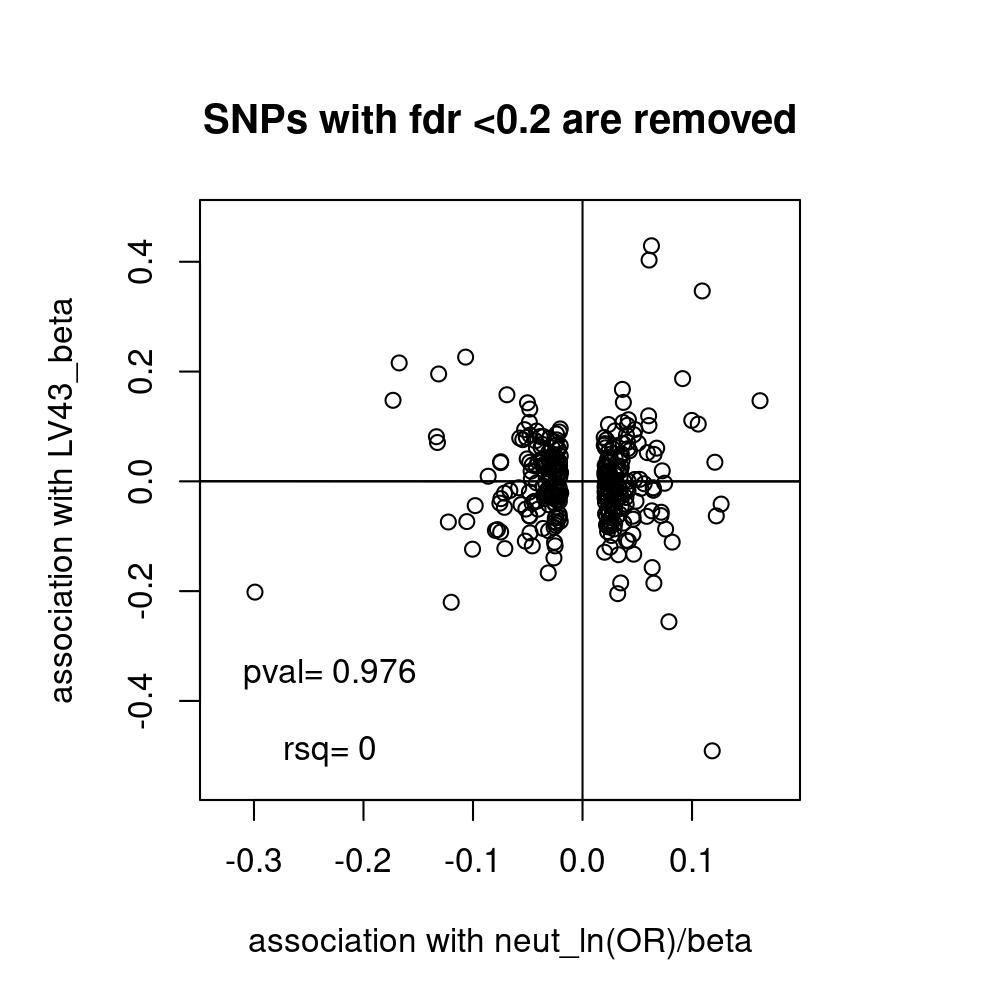 SNPs with fdr <0.2 are removed
association with LV43_beta
0.4
0.2
0.0
-0.2
-0.4
pval= 0.976
rsq= 0
-0.3 -0.2 -0.1 0.0 0.1
association with neut_ln(OR)/beta